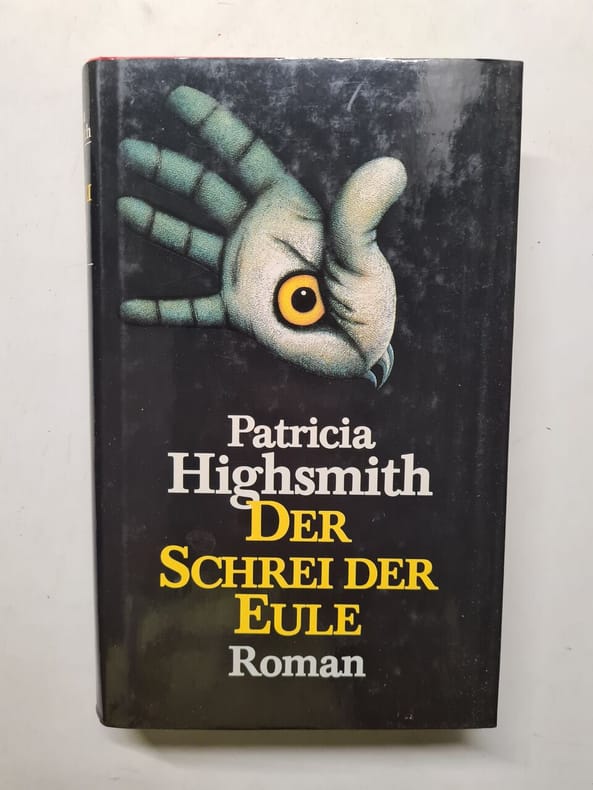 Patricia
Highsmith
DER
SCHREI DER
EULE
Roman